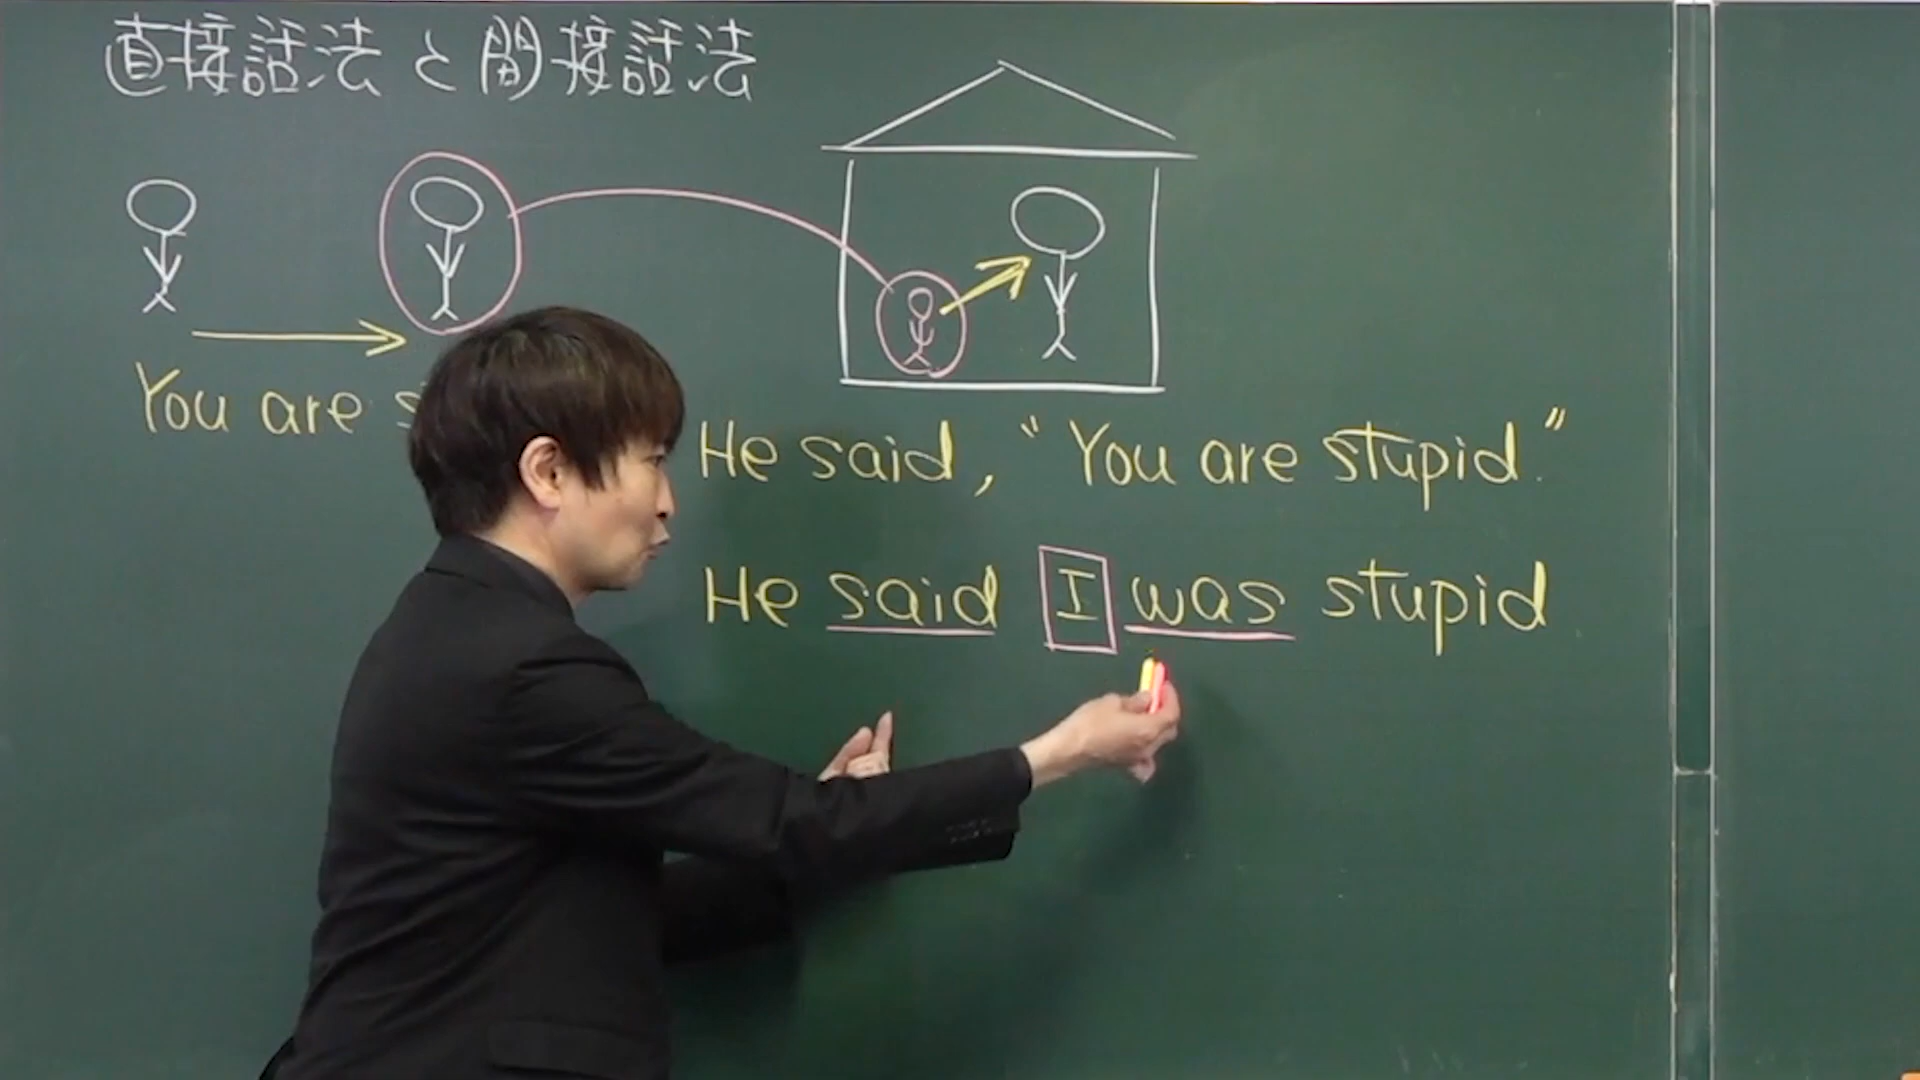 直接話法と間接話法
You are
He said, "You are stupid."
He said I was stupid